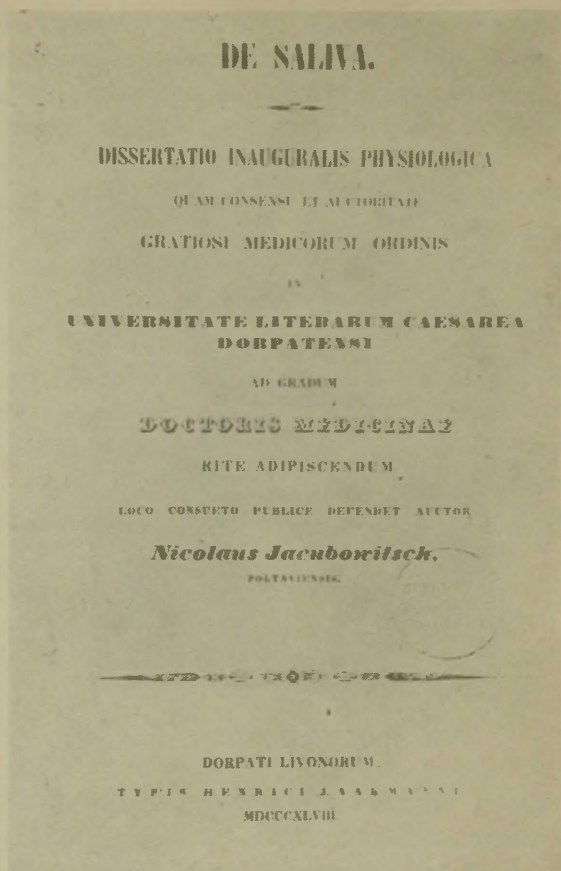 DE SALIVA.
DISSERTATIO INAUGURALIS PHYSIOLOGICA
QUAM CONSENSU ET AUCTORITATE
GRATIOSI MEDICORUM ORDINIS
IN
UNIVERSITATE LITERARUM CAESAREA
DORPATENSI
AD GRADUM
DOCTORIS MEDICINAE
RITE ADIPISCENDUM
LOCO CONSUETO PUBLICE DEFENDET AUCTOR
Nicolaus Jacubowitsch,
POLTAVIENSIS.
DORPATI LIVONORUM.
TYPIS HENRICI LAAKMANNI
MDCCCXLVIII